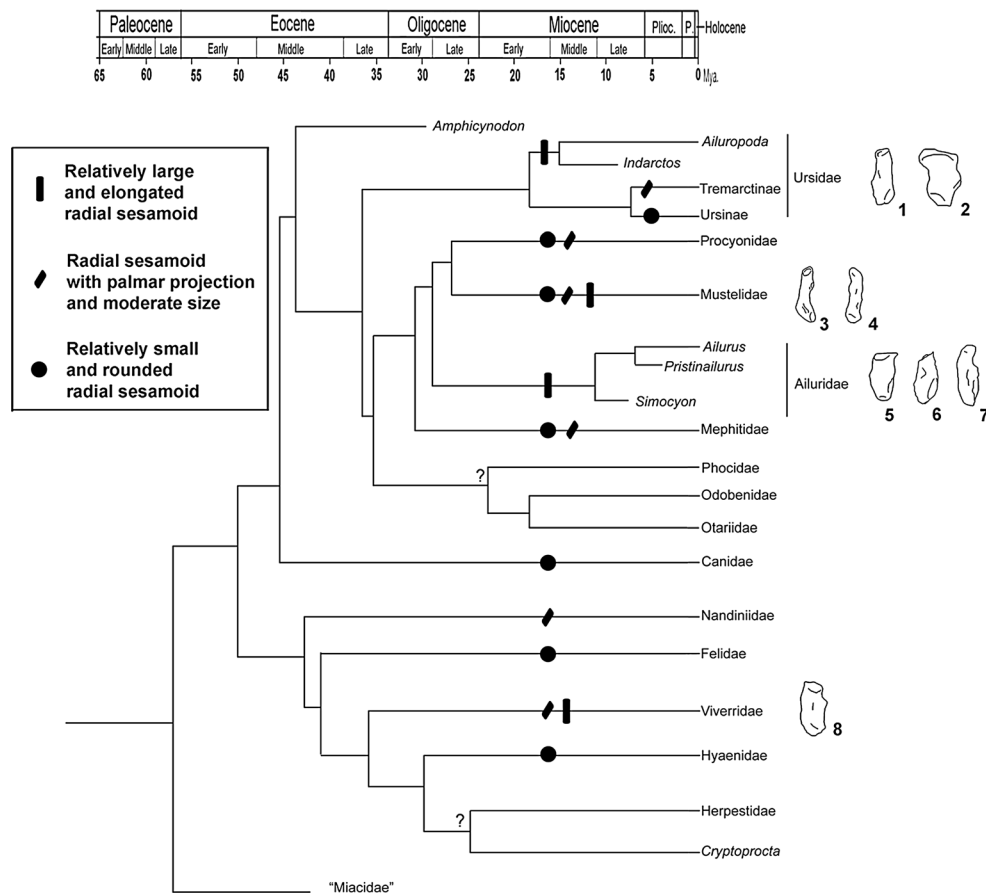 Paleocene Eocene Oligocene Miocene Plioc. P. Holocene
Early Middle Late Early Middle Late Early Late Early Middle Late
65 60 55 50 45 40 35 30 25 20 15 10 5 0 Mya.
Relatively large
and elongated
radial sesamoid
Radial sesamoid
with palmar projection
and moderate size
Relatively small
and rounded
radial sesamoid
Amphicynodon
Ailuropoda
Indarctos
Tremarctinae
Ursinae
Ursidae
1 2
Procyonidae
Mustelidae
3 4
Ailurus
Pristinailurus
Simocyon
Ailuridae
5 6 7
Mephitidae
?
Phocidae
Odobenidae
Otariidae
Canidae
Nandiniidae
Felidae
Viverridae
8
Hyaenidae
Herpestidae
?
Cryptoprocta
“Miacidae”